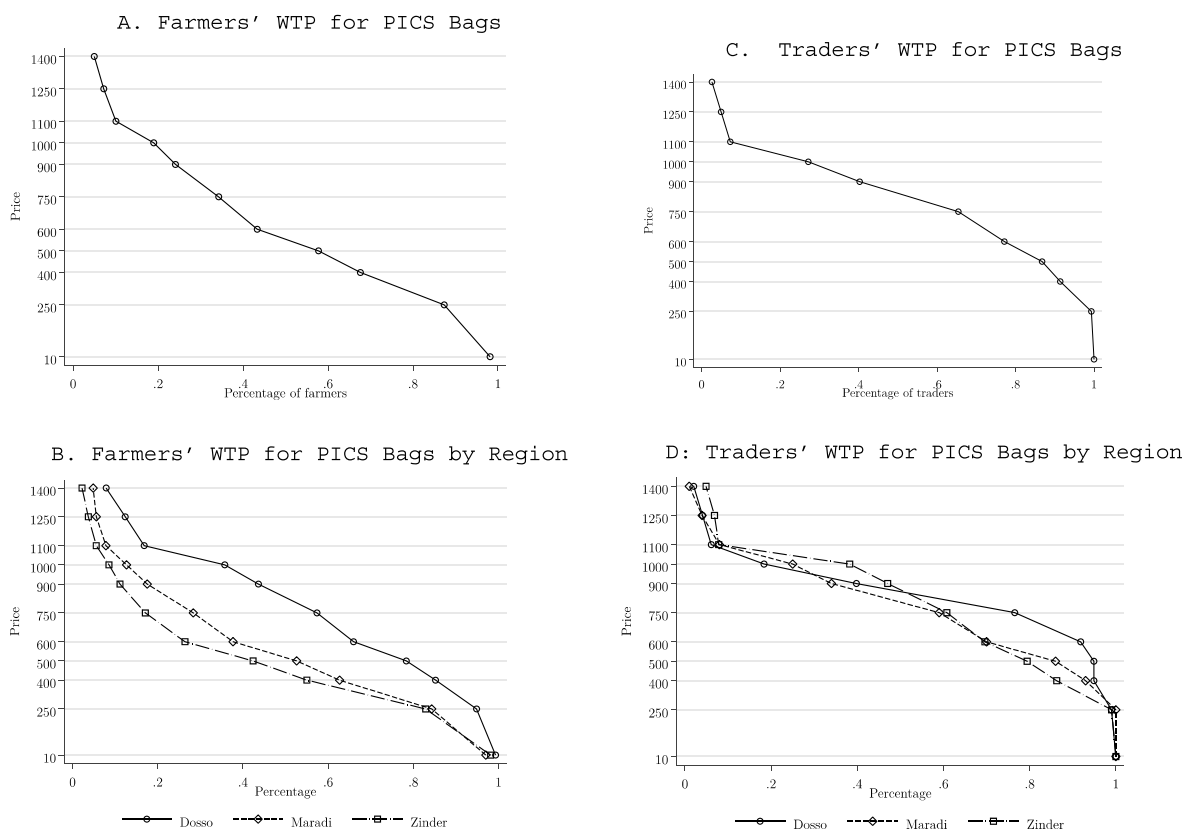 A. Farmers' WTP for PICS Bags
1400
1250
1100
1000
900
750
600
500
400
250
10
Price
0 .2 .4 .6 .8 1
Percentage of farmers
C. Traders' WTP for PICS Bags
1400
1250
1100
1000
900
750
600
500
400
250
10
Price
0 .2 .4 .6 .8 1
Percentage of traders
B. Farmers' WTP for PICS Bags by Region
1400
1250
1100
1000
900
750
600
500
400
250
10
Price
0 .2 .4 .6 .8 1
Percentage
Dosso Maradi Zinder
D: Traders' WTP for PICS Bags by Region
1400
1250
1100
1000
900
750
600
500
400
250
10
Price
0 .2 .4 .6 .8 1
Percentage
Dosso Maradi Zinder